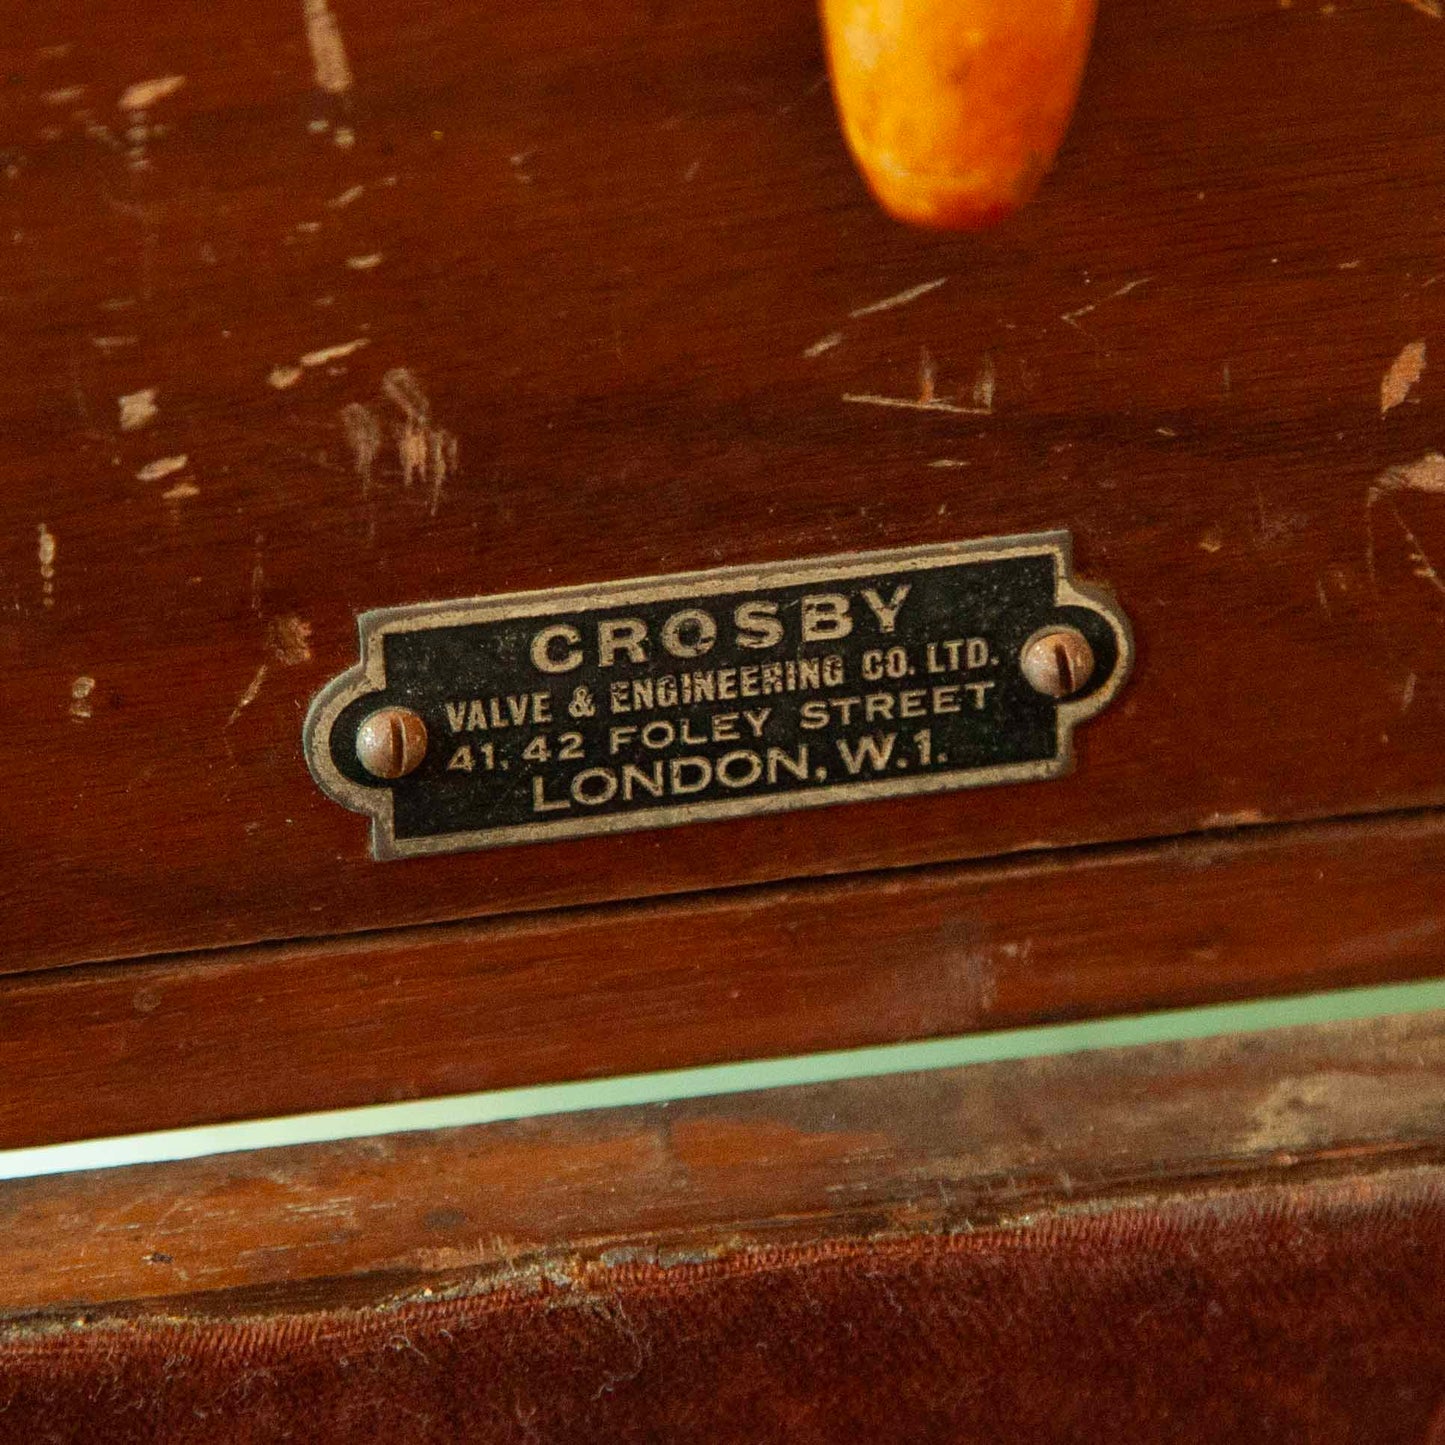 CROSBY
VALVE & ENGINEERING CO. LTD.
41, 42 FOLEY STREET
LONDON, W.1.